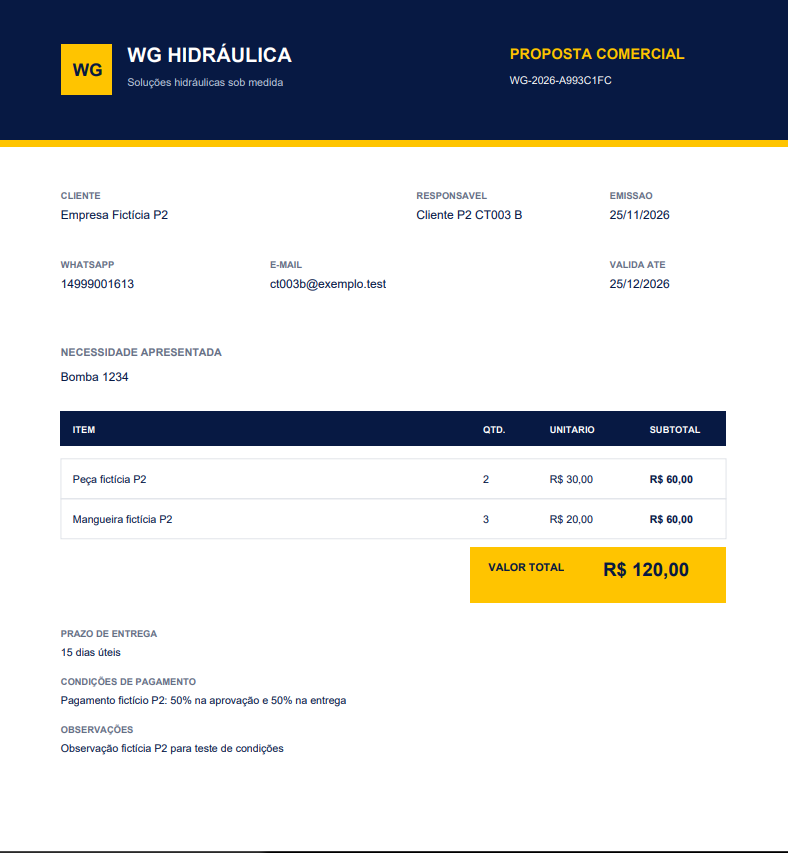 WG
WG HIDRÁULICA
Soluções hidráulicas sob medida
PROPOSTA COMERCIAL
WG-2026-A993C1FC
CLIENTE RESPONSAVEL EMISSAO
Empresa Fictícia P2 Cliente P2 CT003 B 25/11/2026
WHATSAPP E-MAIL VALIDA ATE
14999001613 ct003b@exemplo.test 25/12/2026
NECESSIDADE APRESENTADA
Bomba 1234
ITEM QTD. UNITARIO SUBTOTAL
Peça fictícia P2 2 R$ 30,00 R$ 60,00
Mangueira fictícia P2 3 R$ 20,00 R$ 60,00
VALOR TOTAL R$ 120,00
PRAZO DE ENTREGA
15 dias úteis
CONDIÇÕES DE PAGAMENTO
Pagamento fictício P2: 50% na aprovação e 50% na entrega
OBSERVAÇÕES
Observação fictícia P2 para teste de condições